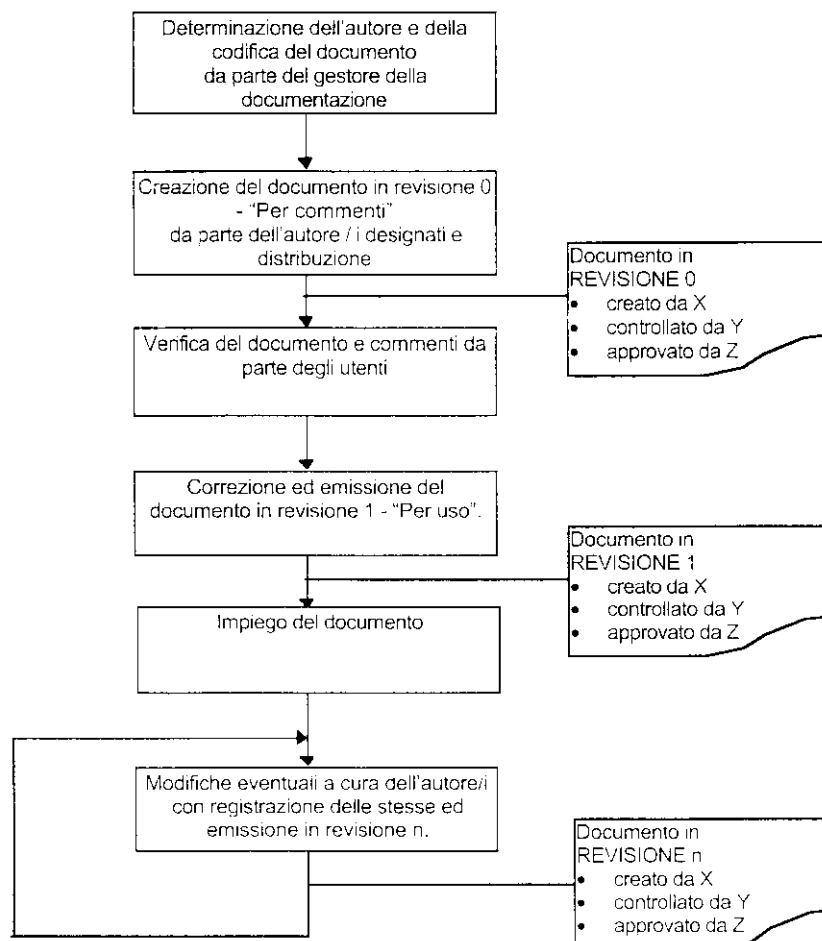 Determinazione dell'autore e della
codifica del documento
da parte del gestore della
documentazione
Creazione del documento in revisione 0
- "Per commenti"
da parte dell'autore / i designati e
distribuzione
Documento in
REVISIONE 0
• creato da X
• controllato da Y
• approvato da Z
Verifica del documento e commenti da
parte degli utenti
Correzione ed emissione del
documento in revisione 1 - "Per uso".
Documento in
REVISIONE 1
• creato da X
• controllato da Y
• approvato da Z
Impiego del documento
Modifiche eventuali a cura dell'autore/i
con registrazione delle stesse ed
emissione in revisione n.
Documento in
REVISIONE n
• creato da X
• controllato da Y
• approvato da Z